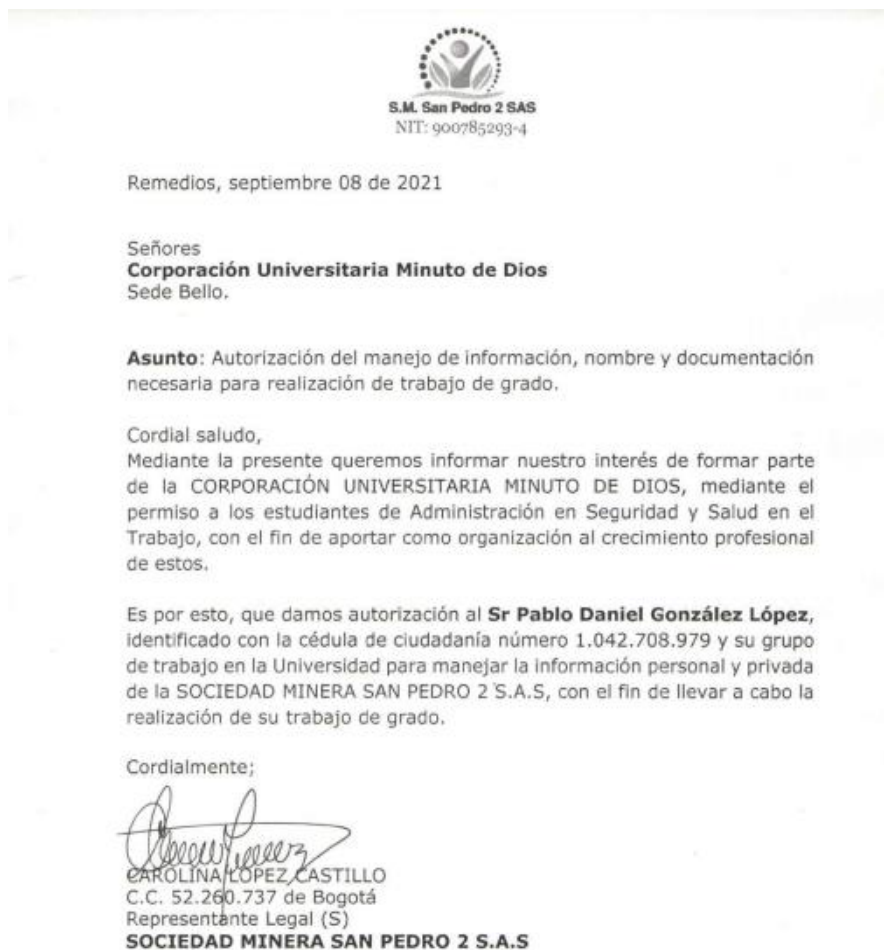 S.M. San Pedro 2 SAS
NIT: 900785293-4
Remedios, septiembre 08 de 2021
Señores
Corporación Universitaria Minuto de Dios
Sede Bello.
Asunto: Autorización del manejo de información, nombre y documentación
necesaria para realización de trabajo de grado.
Cordial saludo,
Mediante la presente queremos informar nuestro interés de formar parte
de la CORPORACIÓN UNIVERSITARIA MINUTO DE DIOS, mediante el
permiso a los estudiantes de Administración en Seguridad y Salud en el
Trabajo, con el fin de aportar como organización al crecimiento profesional
de estos.
Es por esto, que damos autorización al Sr Pablo Daniel González López,
identificado con la cédula de ciudadanía número 1.042.708.979 y su grupo
de trabajo en la Universidad para manejar la información personal y privada
de la SOCIEDAD MINERA SAN PEDRO 2 S.A.S, con el fin de llevar a cabo la
realización de su trabajo de grado.
Cordialmente;
CAROLINA LOPEZ CASTILLO
C.C. 52.260.737 de Bogotá
Representante Legal (S)
SOCIEDAD MINERA SAN PEDRO 2 S.A.S